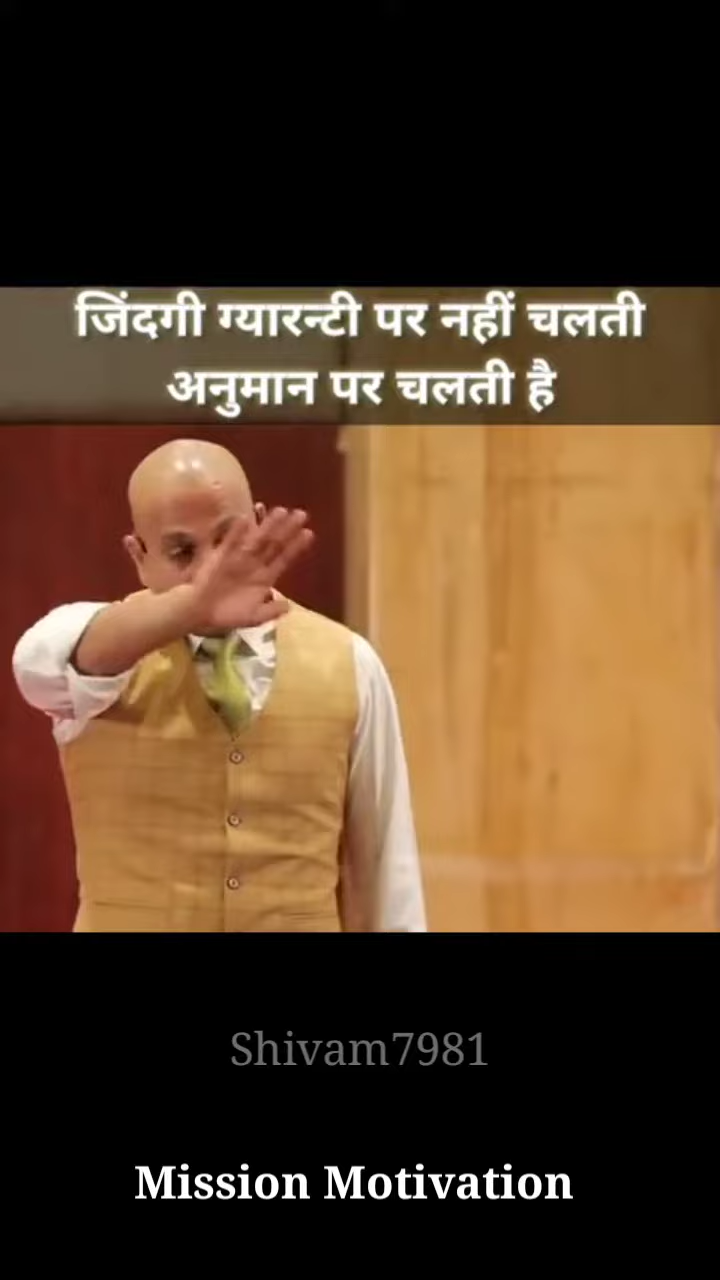 जिंदगी ग्यारन्टी पर नहीं चलती
अनुमान पर चलती है
Shivam7981
Mission Motivation